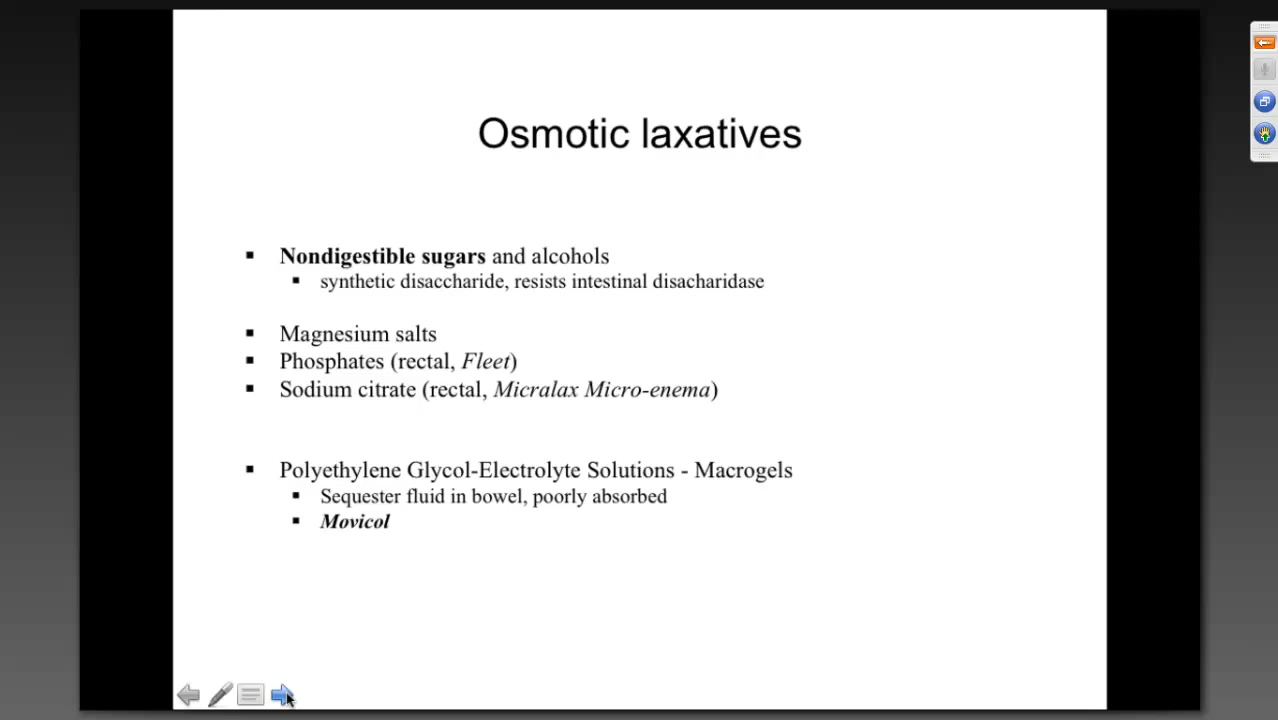 Osmotic laxatives
▪ Nondigestible sugars and alcohols
▪ synthetic disaccharide, resists intestinal disacharidase
▪ Magnesium salts
▪ Phosphates (rectal, Fleet)
▪ Sodium citrate (rectal, Micralax Micro-enema)
▪ Polyethylene Glycol-Electrolyte Solutions - Macrogels
▪ Sequester fluid in bowel, poorly absorbed
▪ Movicol